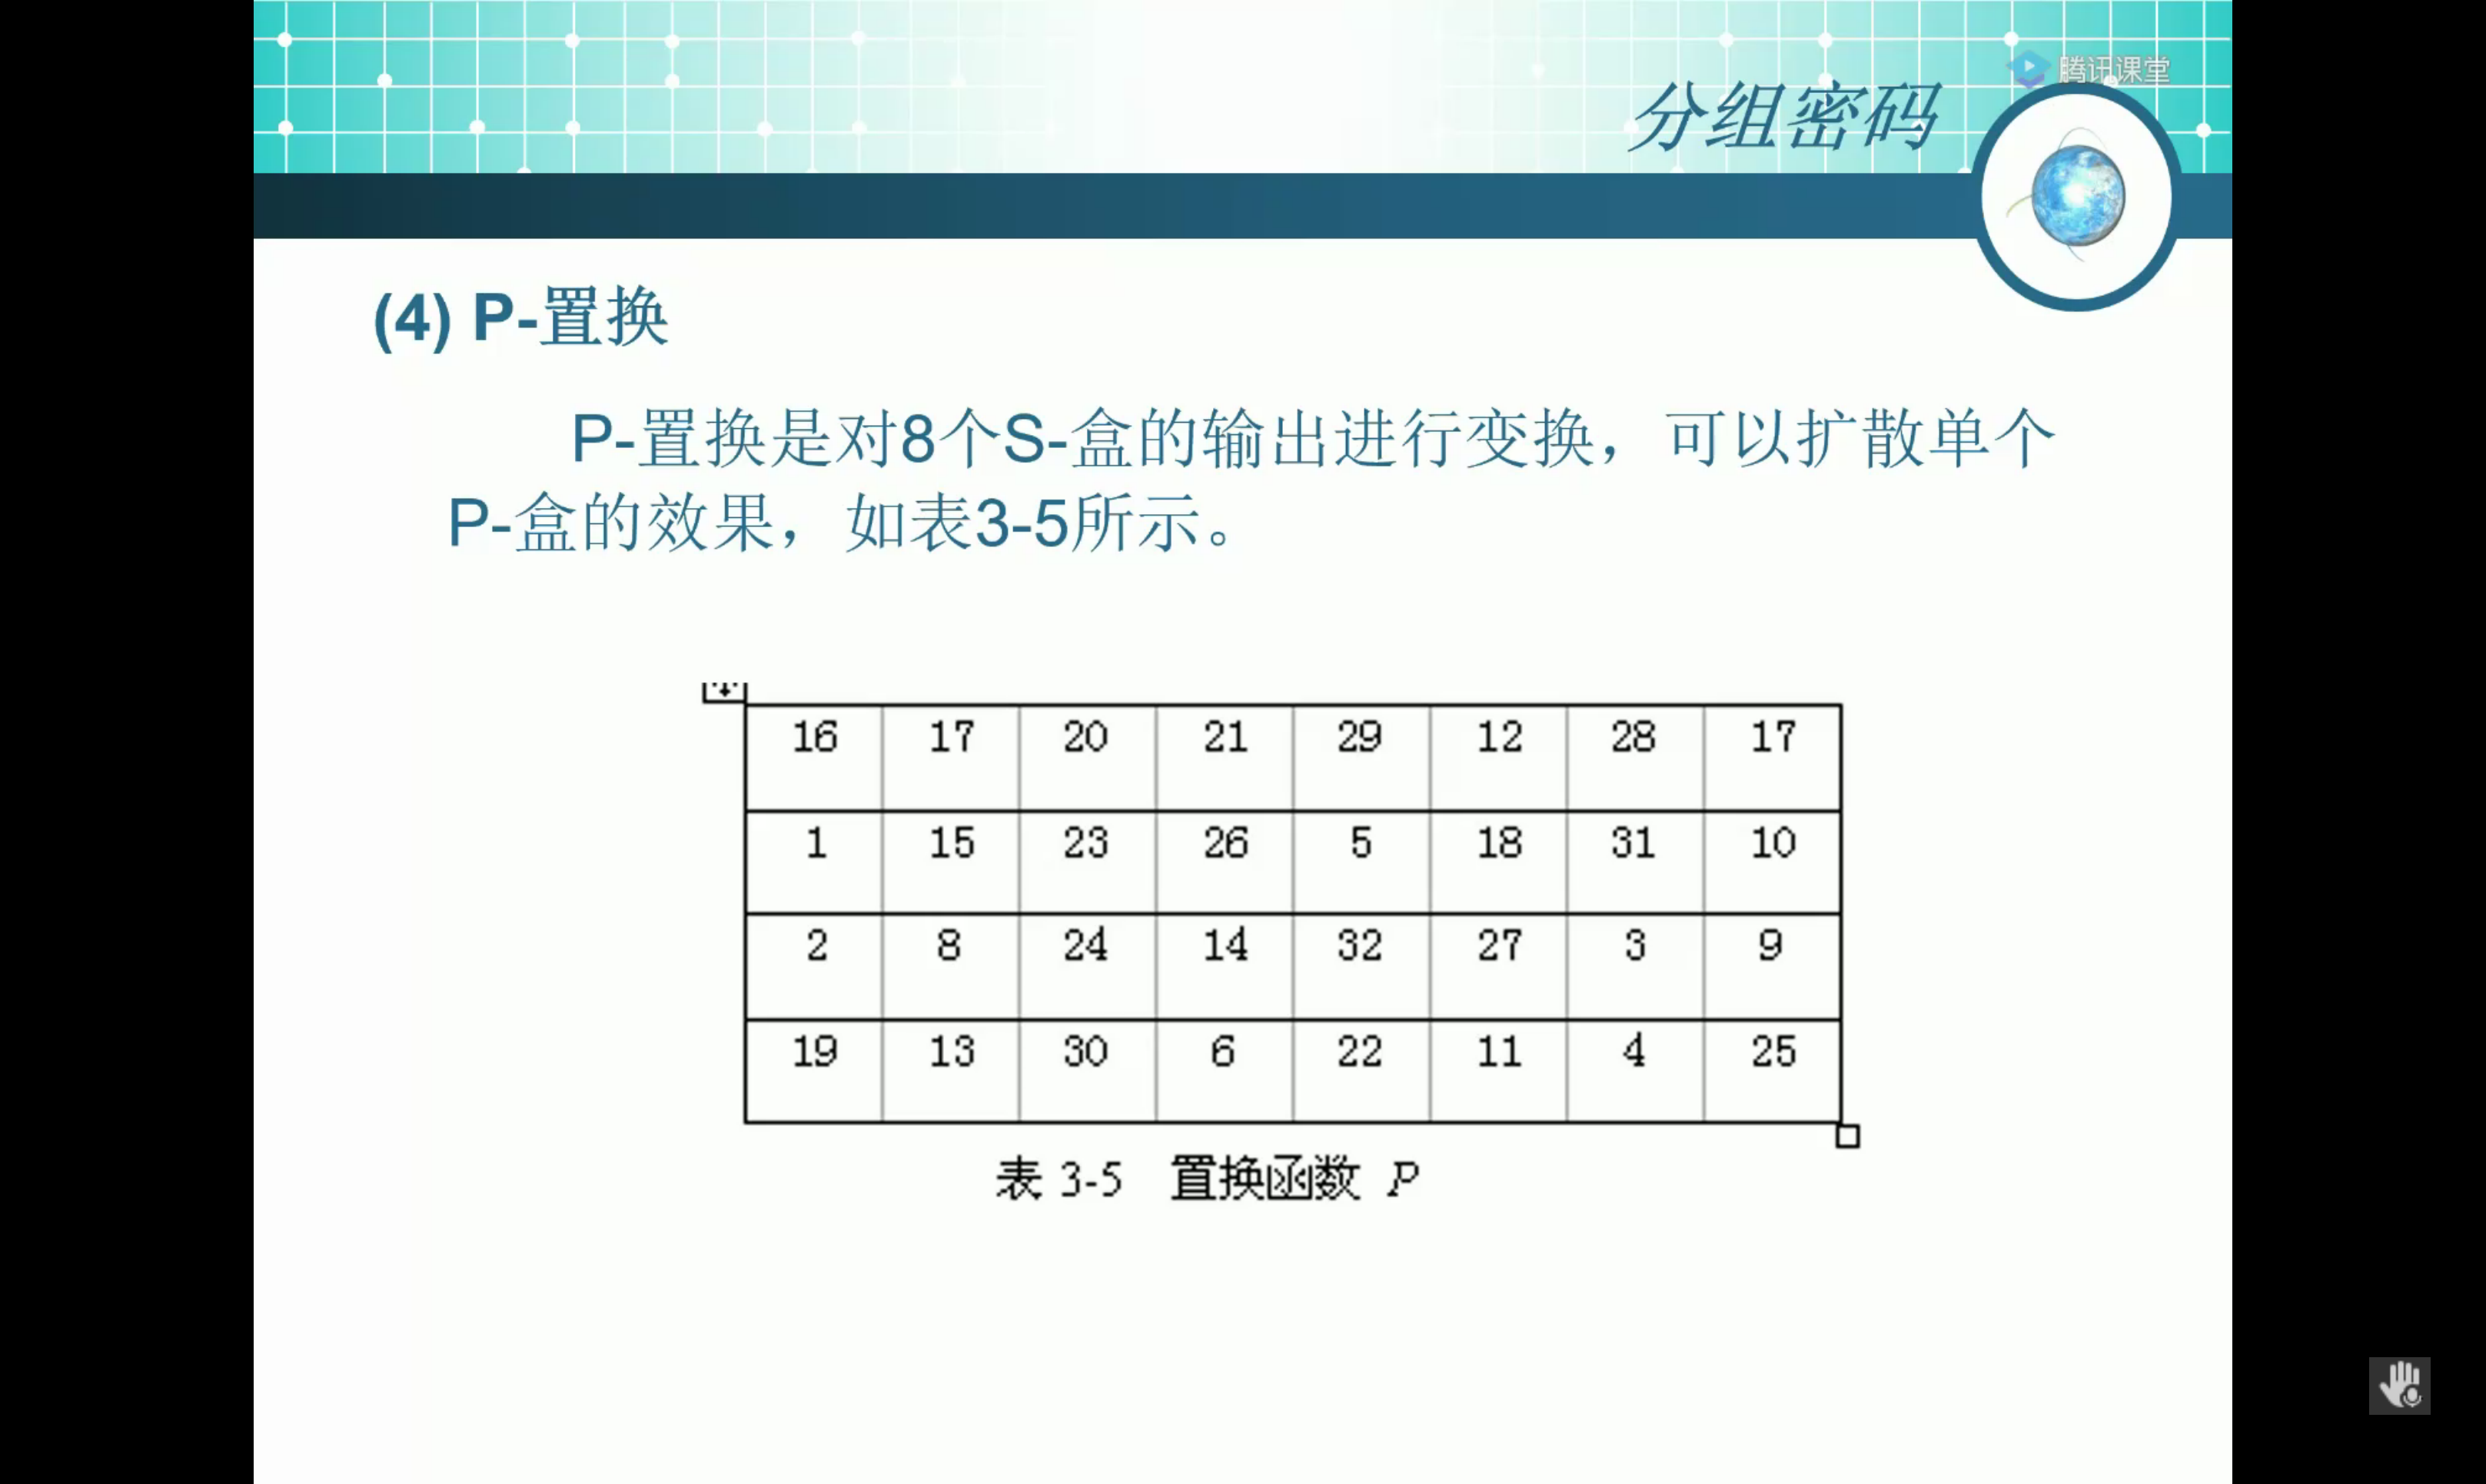 腾讯课堂
分组密码
(4) P-置换
P-置换是对8个S-盒的输出进行变换，可以扩散单个
P-盒的效果，如表3-5所示。
16 17 20 21 29 12 28 17
1 15 23 26 5 18 31 10
2 8 24 14 32 27 3 9
19 13 30 6 22 11 4 25
表 3-5 置换函数 P